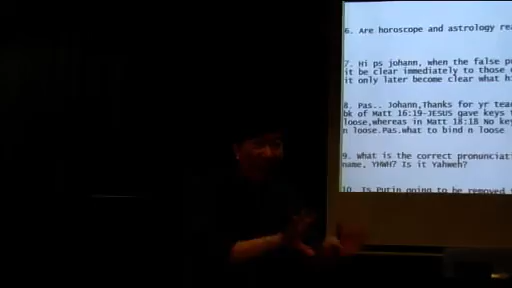 6. Are horoscope and astrology rea
7. Hi ps johann, when the false p
it be clear immediately to those
it only later become clear what h
8. Pas.. Johann,Thanks for yr tea
bk of Matt 16:19-JESUS gave keys
loose,whereas in Matt 18:18 No key
n loose.Pas.what to bind n loose
9. What is the correct pronunciati
name, YHWH? Is it Yahweh?
10. Is Putin going to be removed